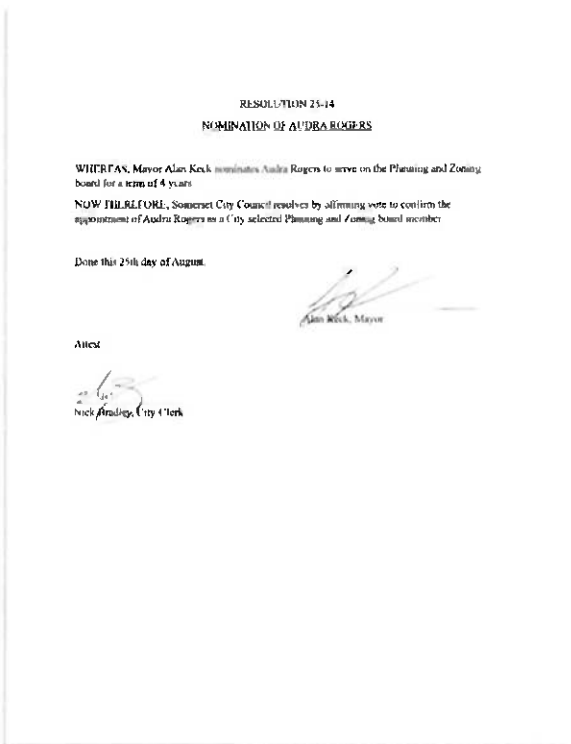 RESOLUTION 25-14
NOMINATION OF AUDRA ROGERS
WHEREAS, Mayor Alan Keck nominates Audra Rogers to serve on the Planning and Zoning
board for a term of 4 years
NOW THEREFORE, Somerset City Council resolves by affirming vote to confirm the
appointment of Audra Rogers as a City selected Planning and Zoning board member
Done this 25th day of August.
Alan Keck, Mayor
Attest
Nick Bradley, City Clerk